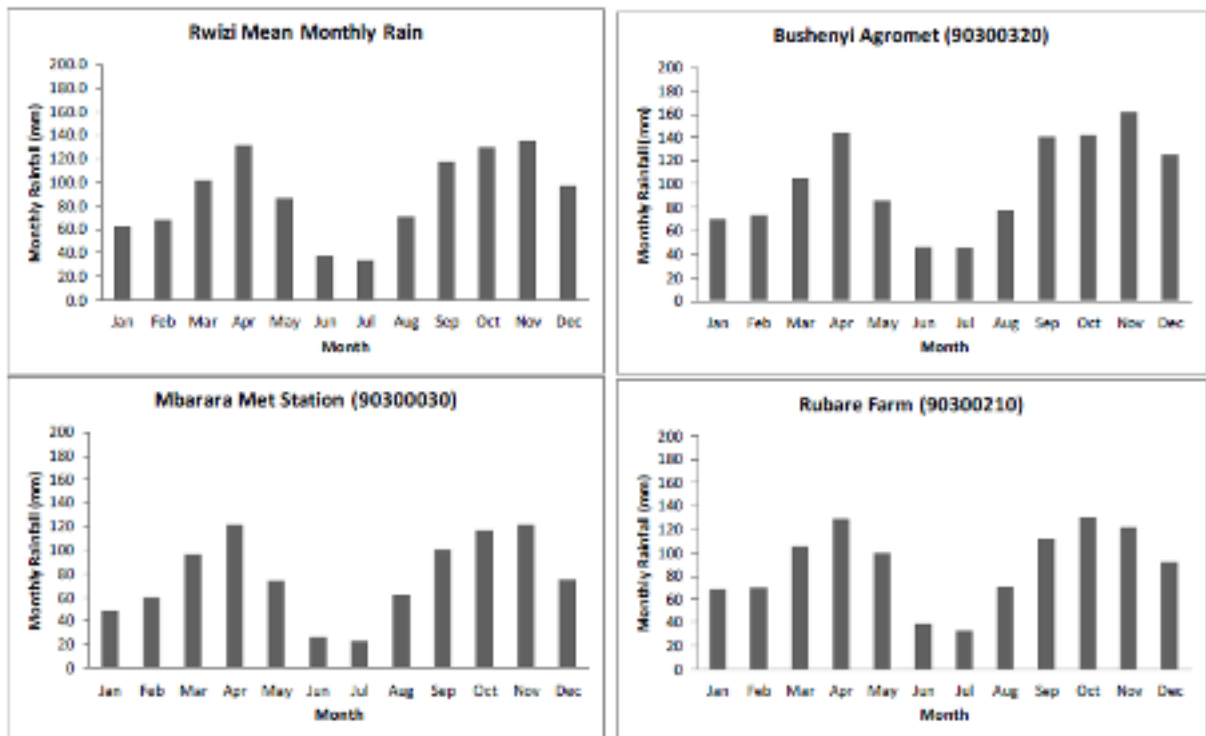 Rwizi Mean Monthly Rain
Monthly Rainfall (mm)
200.0
180.0
160.0
140.0
120.0
100.0
80.0
60.0
40.0
20.0
0.0
Jan Feb Mar Apr May Jun Jul Aug Sep Oct Nov Dec
Month
Bushenyi Agromet (90300320)
Monthly Rainfall (mm)
200
180
160
140
120
100
80
60
40
20
0
Jan Feb Mar Apr May Jun Jul Aug Sep Oct Nov Dec
Month
Mbarara Met Station (90300030)
Monthly Rainfall (mm)
200
180
160
140
120
100
80
60
40
20
0
Jan Feb Mar Apr May Jun Jul Aug Sep Oct Nov Dec
Month
Rubare Farm (90300210)
Monthly Rainfall (mm)
200
180
160
140
120
100
80
60
40
20
0
Jan Feb Mar Apr May Jun Jul Aug Sep Oct Nov Dec
Month